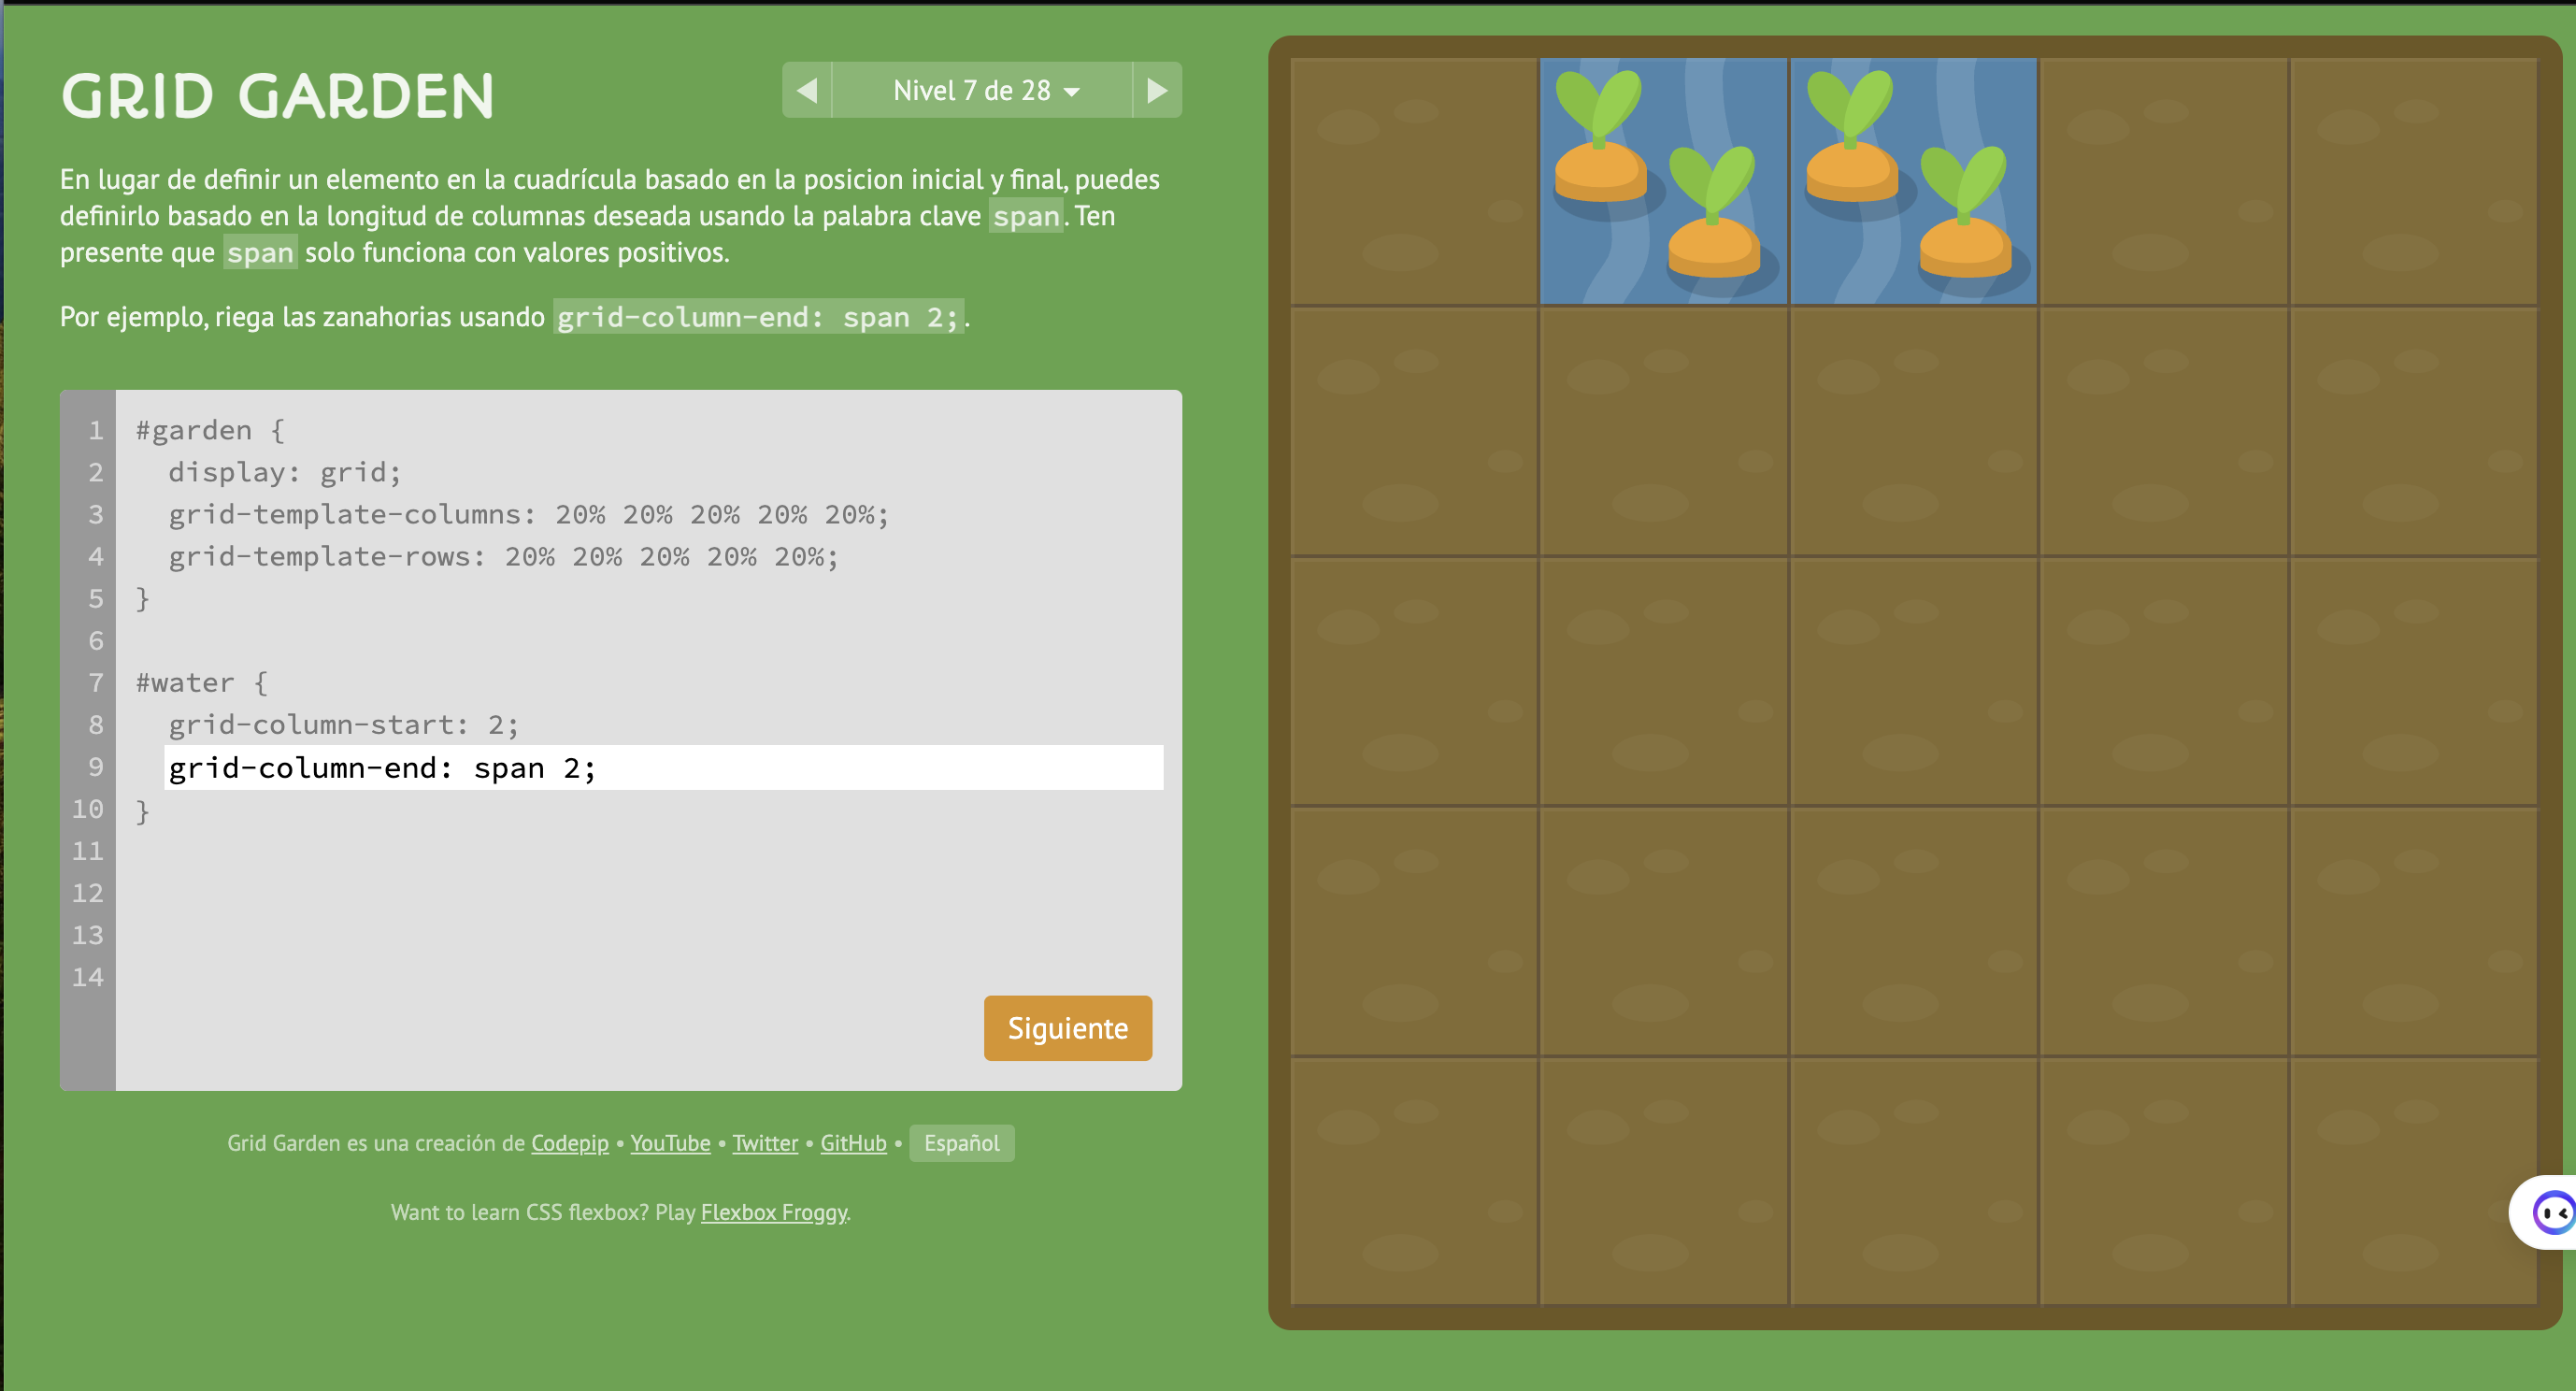 GRID GARDEN
Nivel 7 de 28
En lugar de definir un elemento en la cuadrícula basado en la posicion inicial y final, puedes
definirlo basado en la longitud de columnas deseada usando la palabra clave span. Ten
presente que span solo funciona con valores positivos.
Por ejemplo, riega las zanahorias usando grid-column-end: span 2;.
1 #garden {
2 display: grid;
3 grid-template-columns: 20% 20% 20% 20% 20%;
4 grid-template-rows: 20% 20% 20% 20% 20%;
5 }
6
7 #water {
8 grid-column-start: 2;
9 grid-column-end: span 2;
10 }
11
12
13
14
Siguiente
Grid Garden es una creación de Codepip • YouTube • Twitter • GitHub • Español
Want to learn CSS flexbox? Play Flexbox Froggy.